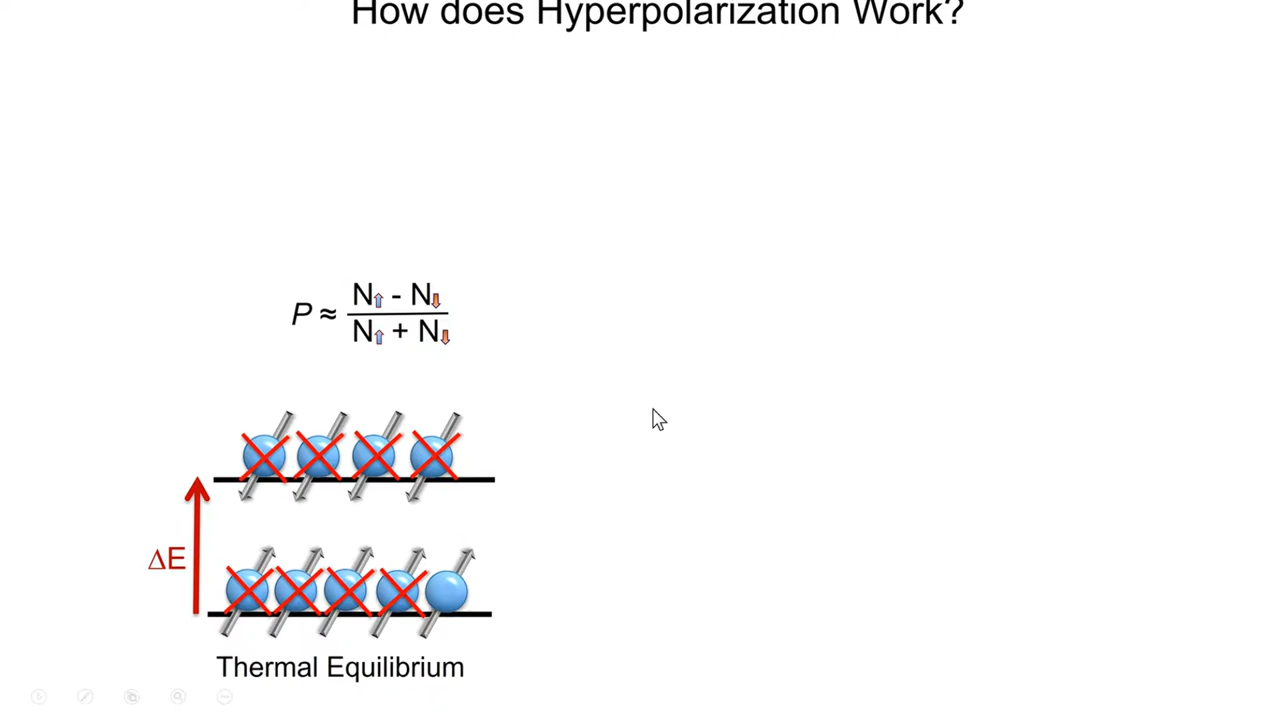 How does Hyperpolarization Work?
P ≈ N⇧ - N⇩
N⇧ + N⇩
ΔE
Thermal Equilibrium